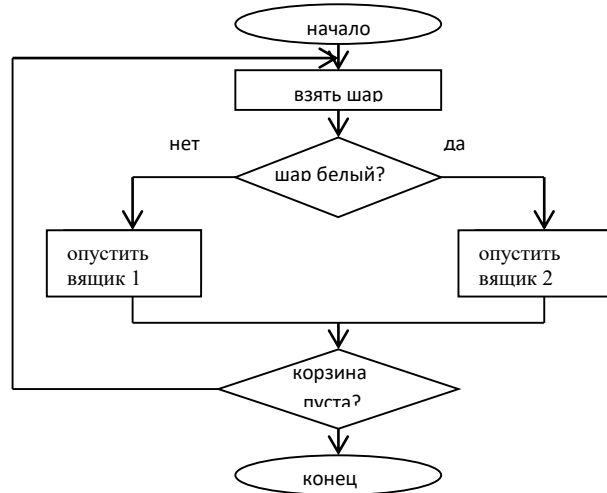 начало
взять шар
нет
да
шар белый?
опустить
вящик 1
опустить
вящик 2
корзина
пуста?
конец